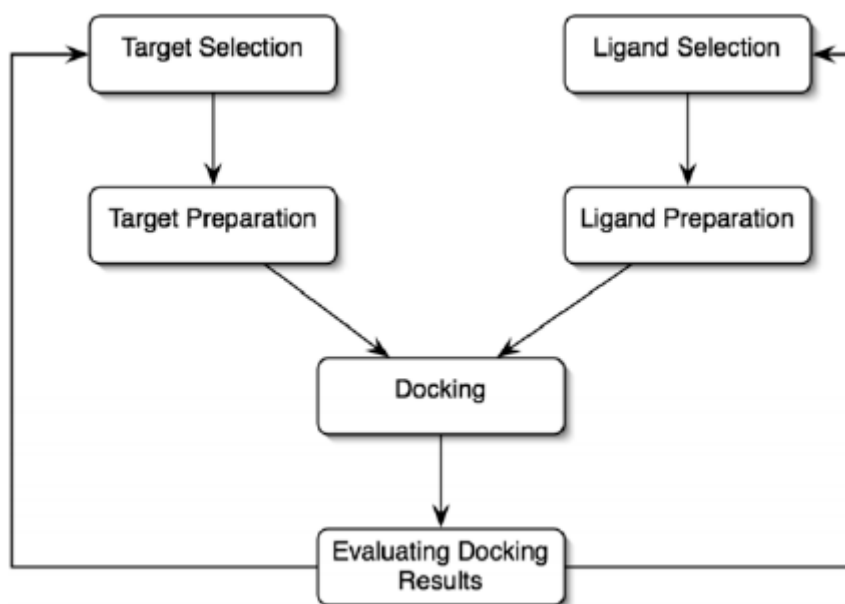 Target Selection
Ligand Selection
Target Preparation
Ligand Preparation
Docking
Evaluating Docking
Results